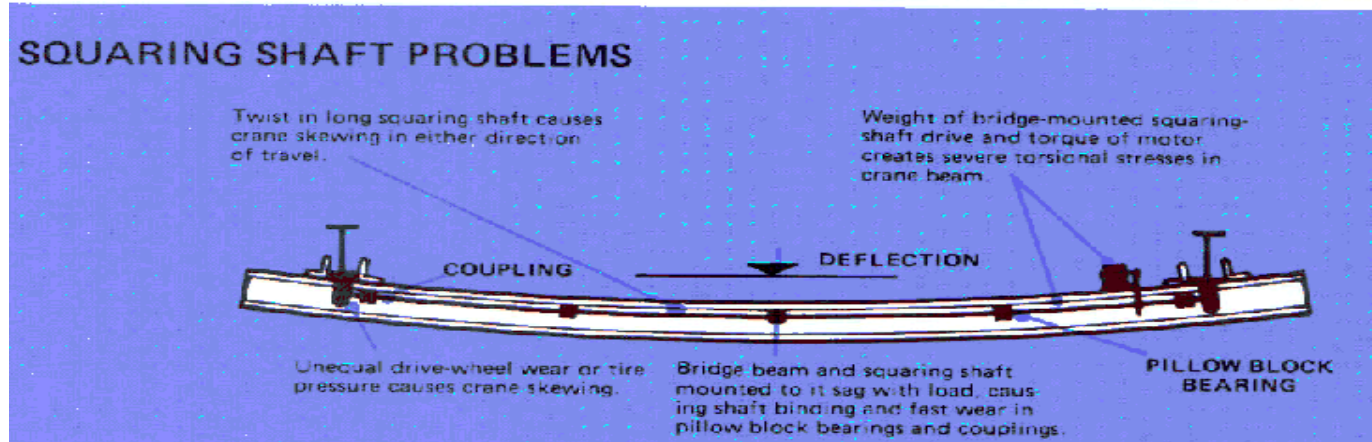 SQUARING SHAFT PROBLEMS
Twist in long squaring shaft causes
crane skewing in either direction
of travel.
Weight of bridge-mounted squaring-
shaft drive and torque of motor
creates severe torsional stresses in
crane beam.
COUPLING
DEFLECTION
Unequal drive-wheel wear or tire
pressure causes crane skewing.
Bridge beam and squaring shaft
mounted to it sag with load, caus-
ing shaft binding and fast wear in
pillow block bearings and couplings.
PILLOW BLOCK
BEARING